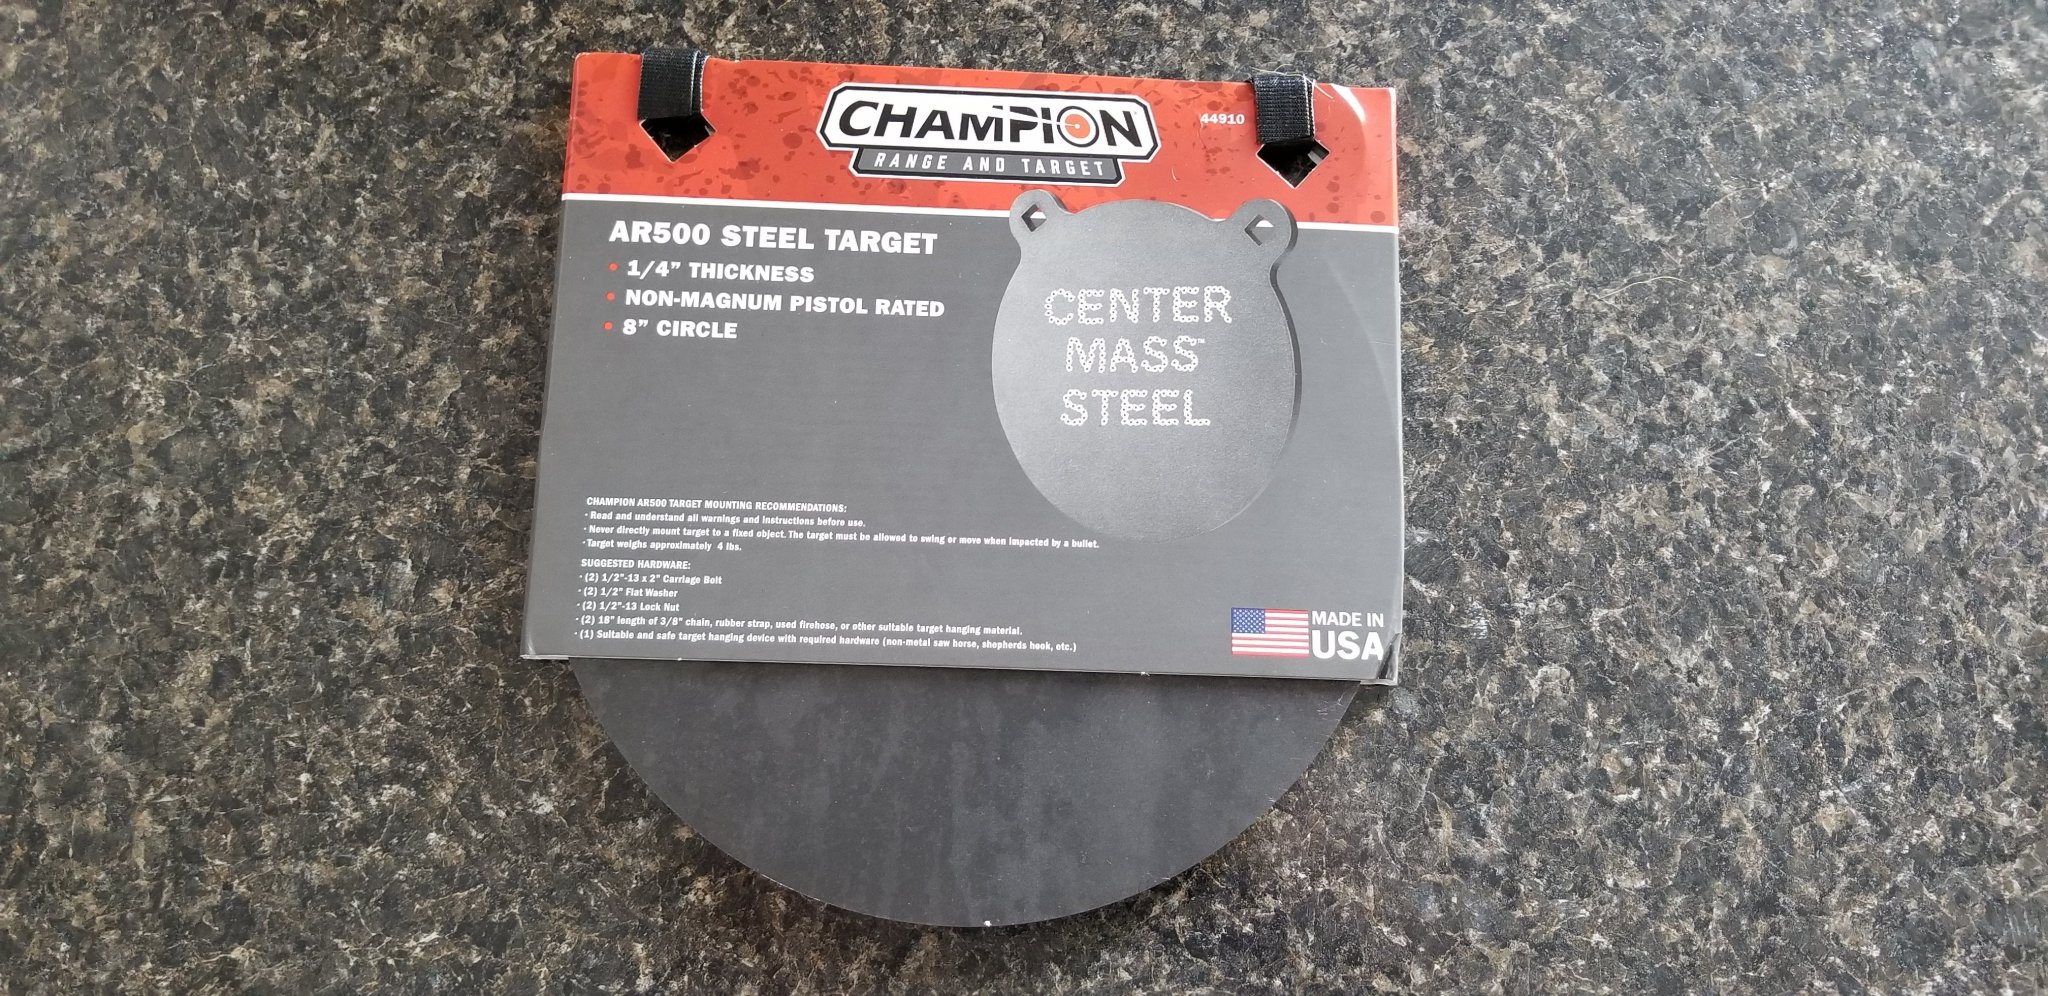 CHAMPION
RANGE AND TARGET
44910
AR500 STEEL TARGET
• 1/4" THICKNESS
• NON-MAGNUM PISTOL RATED
• 8" CIRCLE
CENTER
MASS™
STEEL
CHAMPION AR500 TARGET MOUNTING RECOMMENDATIONS:
· Read and understand all warnings and instructions before use.
· Never directly mount target to a fixed object. The target must be allowed to swing or move when impacted by a bullet.
· Target weighs approximately 4 lbs.
SUGGESTED HARDWARE:
· (2) 1/2"-13 x 2" Carriage Bolt
· (2) 1/2" Flat Washer
· (2) 1/2"-13 Lock Nut
· (2) 18" length of 3/8" chain, rubber strap, used firehose, or other suitable target hanging material.
· (1) Suitable and safe target hanging device with required hardware (non-metal saw horse, shepherds hook, etc.)
MADE IN
USA